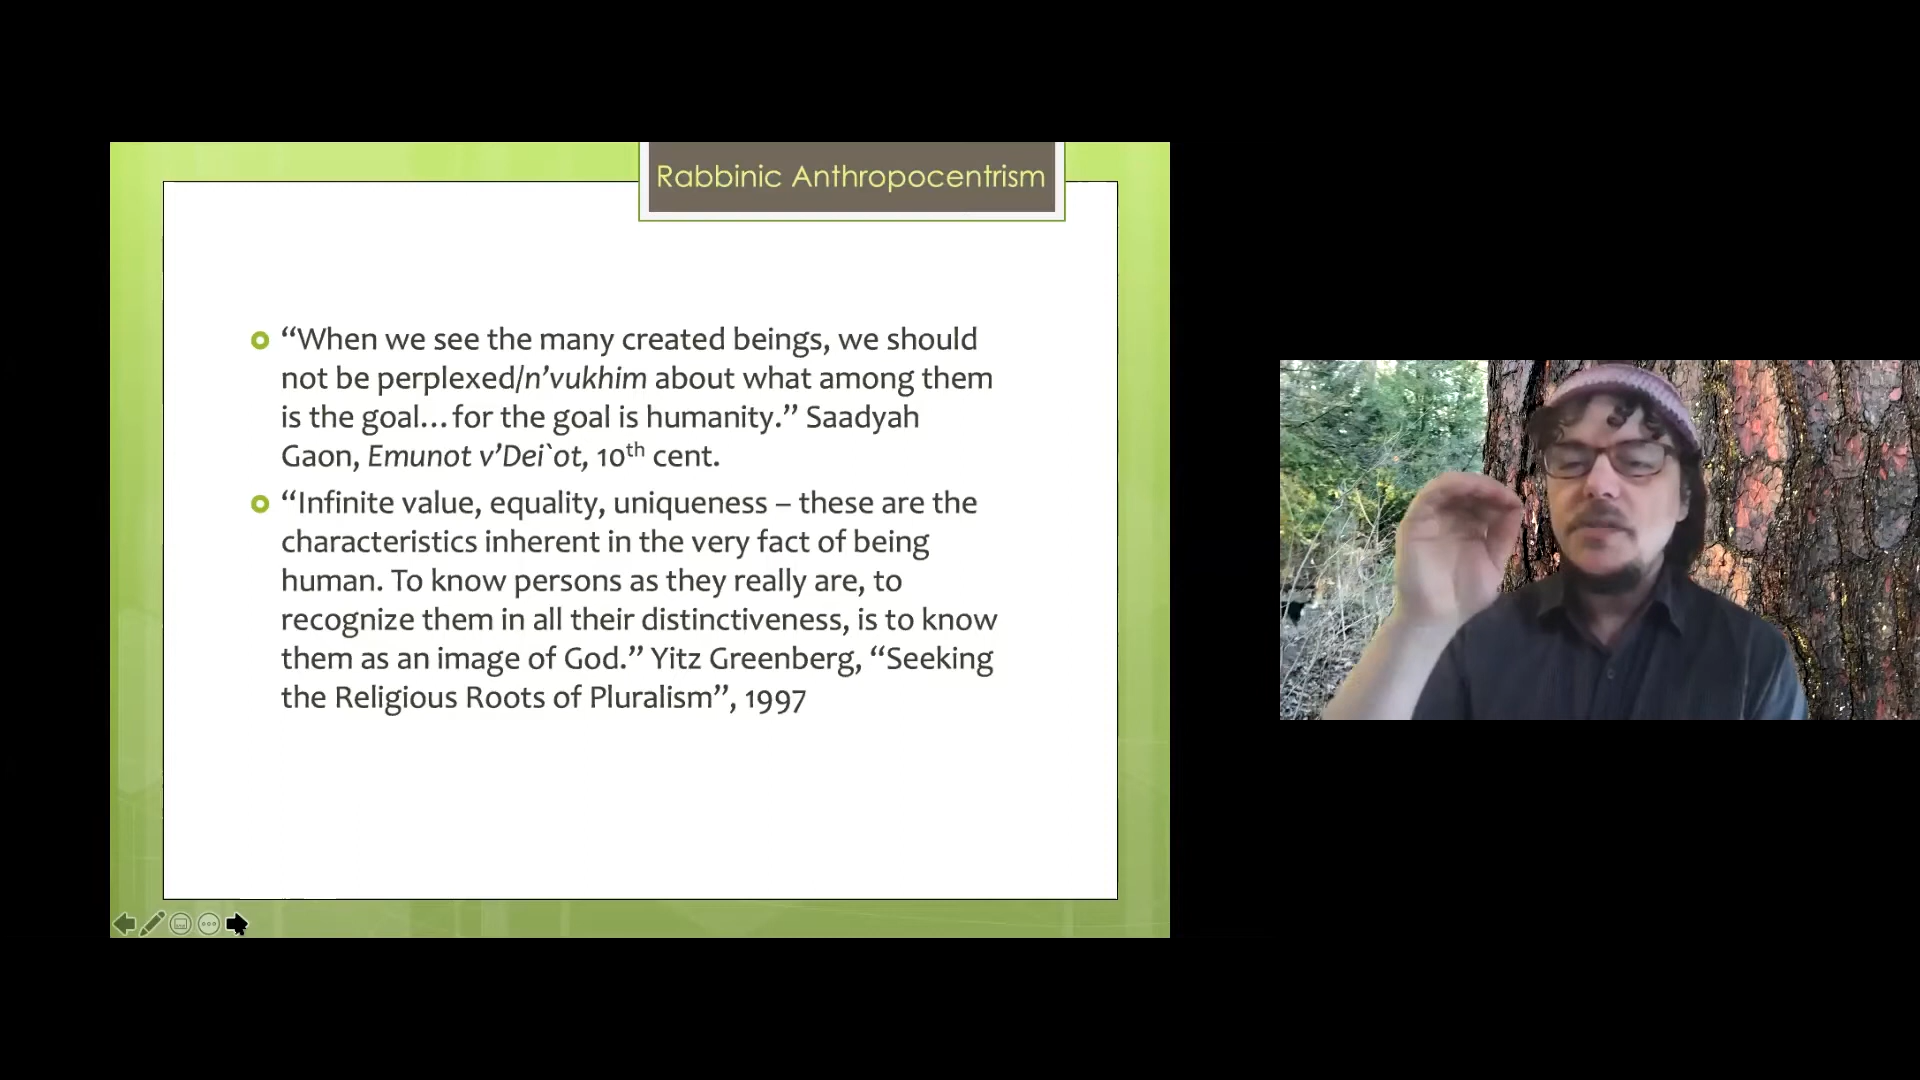 Rabbinic Anthropocentrism
“When we see the many created beings, we should
not be perplexed/n’vukhim about what among them
is the goal…for the goal is humanity.” Saadyah
Gaon, Emunot v’Dei`ot, 10th cent.
“Infinite value, equality, uniqueness – these are the
characteristics inherent in the very fact of being
human. To know persons as they really are, to
recognize them in all their distinctiveness, is to know
them as an image of God.” Yitz Greenberg, “Seeking
the Religious Roots of Pluralism”, 1997